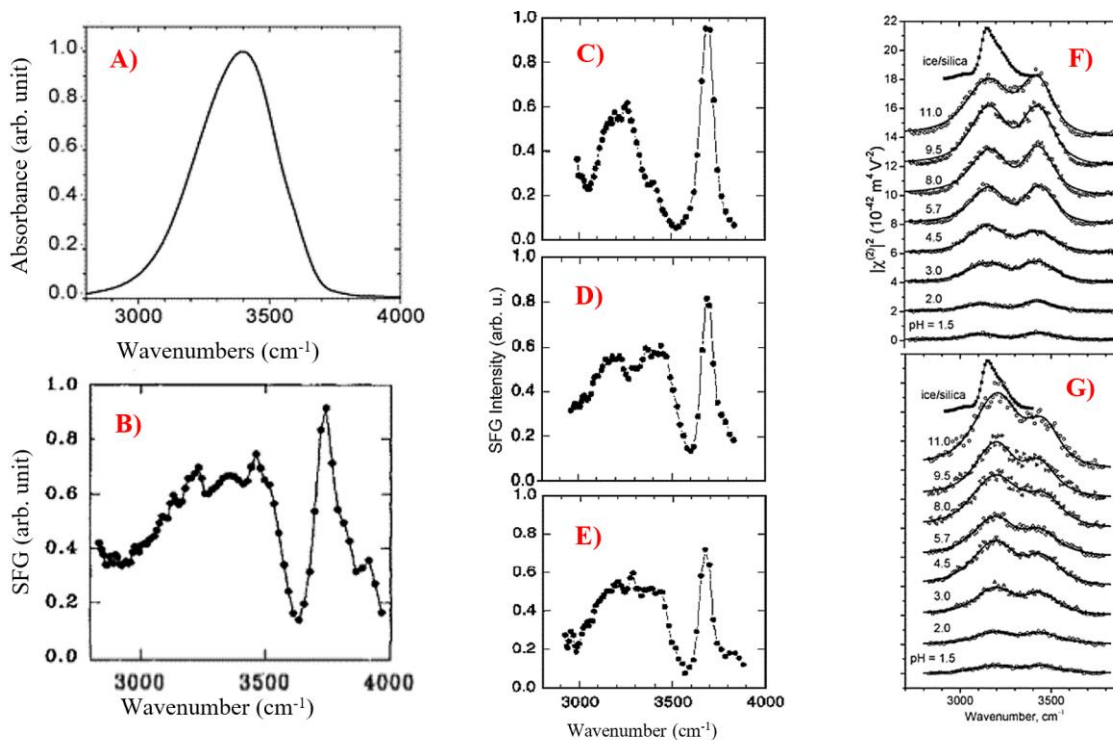 A)
Absorbance (arb. unit)
1.0
0.8
0.6
0.4
0.2
0.0
3000 3500 4000
Wavenumbers (cm-1)
B)
SFG (arb. unit)
1.0
0.8
0.6
0.4
0.2
0.0
3000 3500 4000
Wavenumber (cm-1)
C)
1.0
0.8
0.6
0.4
0.2
0.0
D)
SFG Intensity (arb. u.)
1.0
0.8
0.6
0.4
0.2
0.0
E)
1.0
0.8
0.6
0.4
0.2
0.0
3000 3500 4000
Wavenumber (cm-1)
F)
|χ(2)|2 (10-42 m4 V-2)
22
20
18
16
14
12
10
8
6
4
2
0
ice/silica
11.0
9.5
8.0
5.7
4.5
3.0
2.0
pH = 1.5
G)
ice/silica
11.0
9.5
8.0
5.7
4.5
3.0
2.0
pH = 1.5
3000 3500
Wavenumber, cm-1